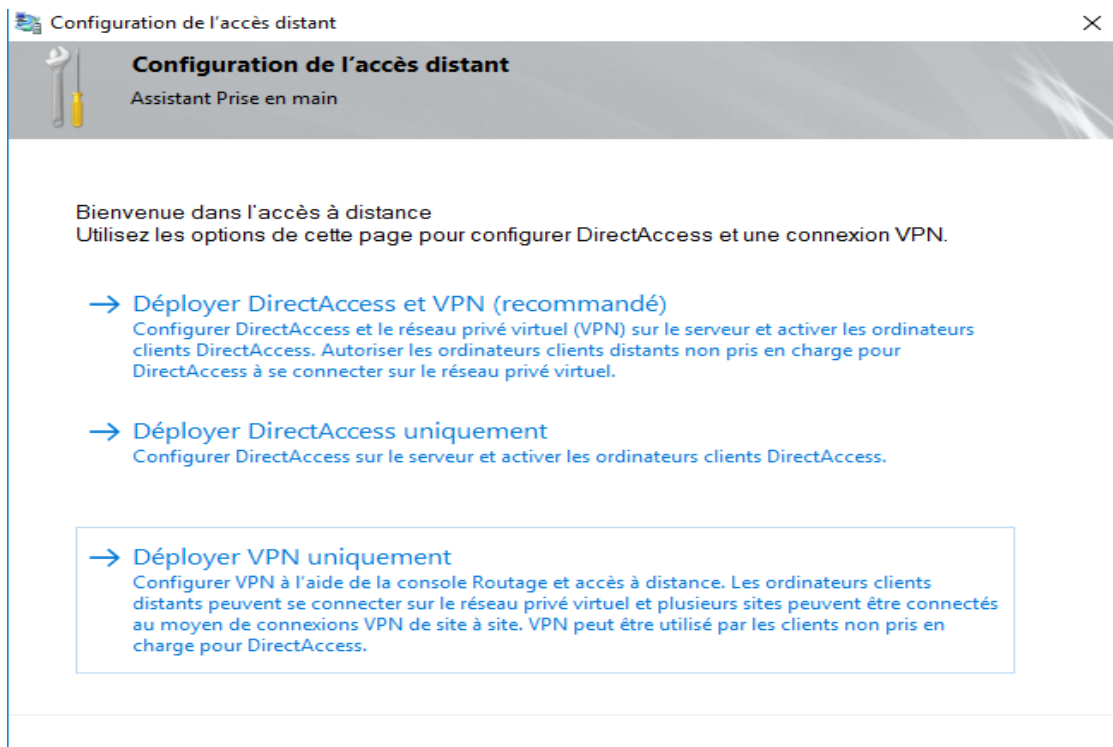 Configuration de l'accès distant
Configuration de l'accès distant
Assistant Prise en main
Bienvenue dans l'accès à distance
Utilisez les options de cette page pour configurer DirectAccess et une connexion VPN.
Déployer DirectAccess et VPN (recommandé)
Configurer DirectAccess et le réseau privé virtuel (VPN) sur le serveur et activer les ordinateurs
clients DirectAccess. Autoriser les ordinateurs clients distants non pris en charge pour
DirectAccess à se connecter sur le réseau privé virtuel.
Déployer DirectAccess uniquement
Configurer DirectAccess sur le serveur et activer les ordinateurs clients DirectAccess.
Déployer VPN uniquement
Configurer VPN à l'aide de la console Routage et accès à distance. Les ordinateurs clients
distants peuvent se connecter sur le réseau privé virtuel et plusieurs sites peuvent être connectés
au moyen de connexions VPN de site à site. VPN peut être utilisé par les clients non pris en
charge pour DirectAccess.